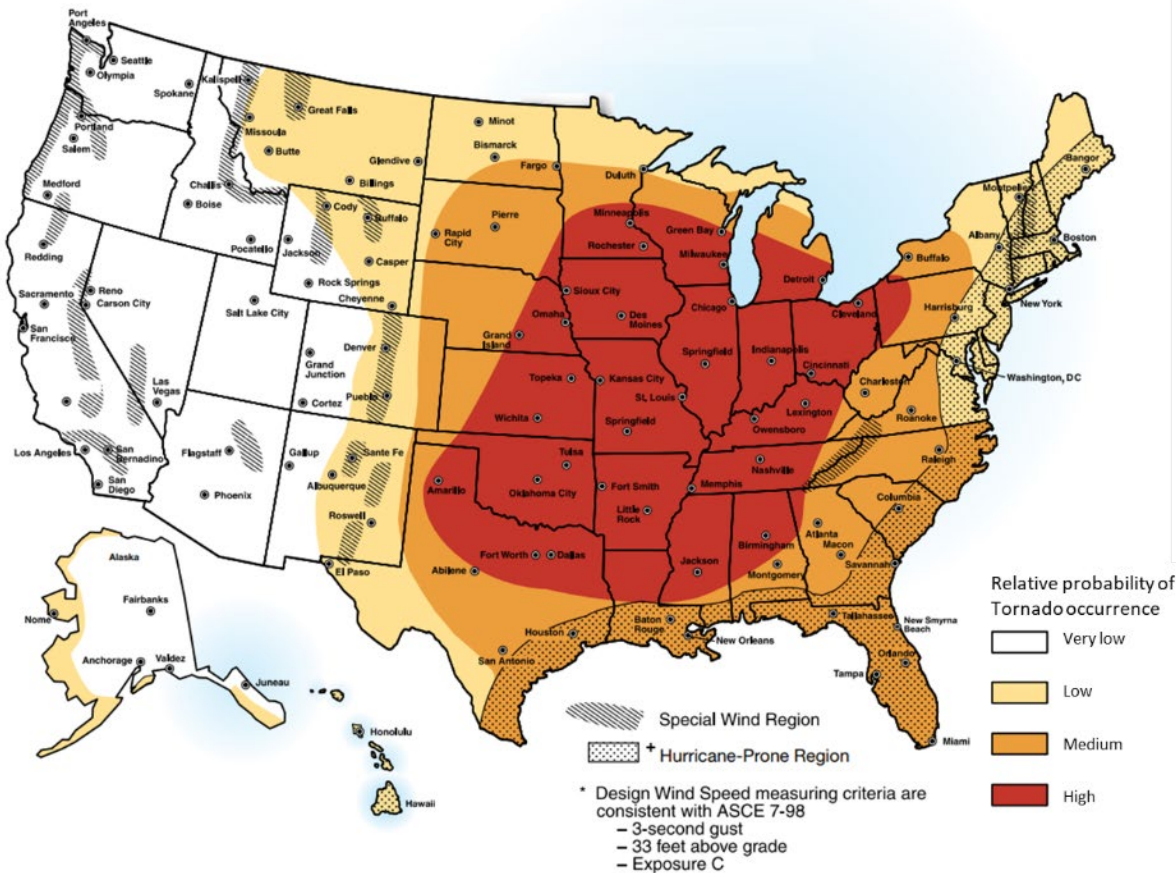 Port
Angeles
Seattle
Olympia
Spokane
Kalispell
Great Falls
Missoula
Butte
Glendive
Billings
Portland
Salem
Medford
Challis
Boise
Pocatello
Cody
Buffalo
Jackson
Casper
Rock Springs
Cheyenne
Redding
Sacramento
Reno
Carson City
San
Francisco
Salt Lake City
Las
Vegas
Denver
Grand
Junction
Pueblo
Cortez
Los Angeles
San
Bernadino
San
Diego
Flagstaff
Phoenix
Gallup
Sante Fe
Albuquerque
Roswell
El Paso
Minot
Bismarck
Fargo
Duluth
Pierre
Rapid
City
Minneapolis
Rochester
Green Bay
Milwaukee
Sioux City
Omaha
Des
Moines
Grand
Island
Chicago
Detroit
Cleveland
Buffalo
Harrisburg
Albany
Montpelier
Bangor
Boston
New York
Washington, DC
Topeka
Kansas City
Wichita
Springfield
Indianapolis
Cincinnati
St. Louis
Springfield
Lexington
Owensboro
Charleston
Roanoke
Raleigh
Tulsa
Amarillo
Oklahoma City
Fort Smith
Little
Rock
Memphis
Nashville
Columbia
Atlanta
Macon
Savannah
Birmingham
Montgomery
Jackson
Fort Worth
Dallas
Abilene
Houston
San Antonio
Baton
Rouge
New Orleans
Tallahassee
New Smyrna
Beach
Orlando
Tampa
Miami
Alaska
Fairbanks
Nome
Anchorage
Valdez
Juneau
Honolulu
Hawaii
Special Wind Region
+ Hurricane-Prone Region
* Design Wind Speed measuring criteria are
consistent with ASCE 7-98
– 3-second gust
– 33 feet above grade
– Exposure C
Relative probability of
Tornado occurrence
Very low
Low
Medium
High